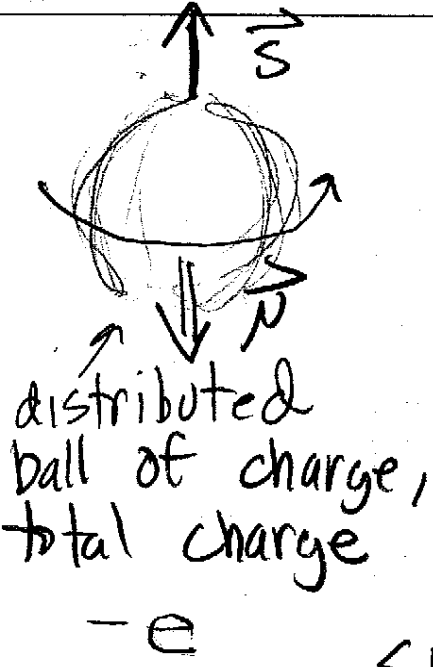 S⃗
μ⃗
distributed
ball of charge,
total charge
-e